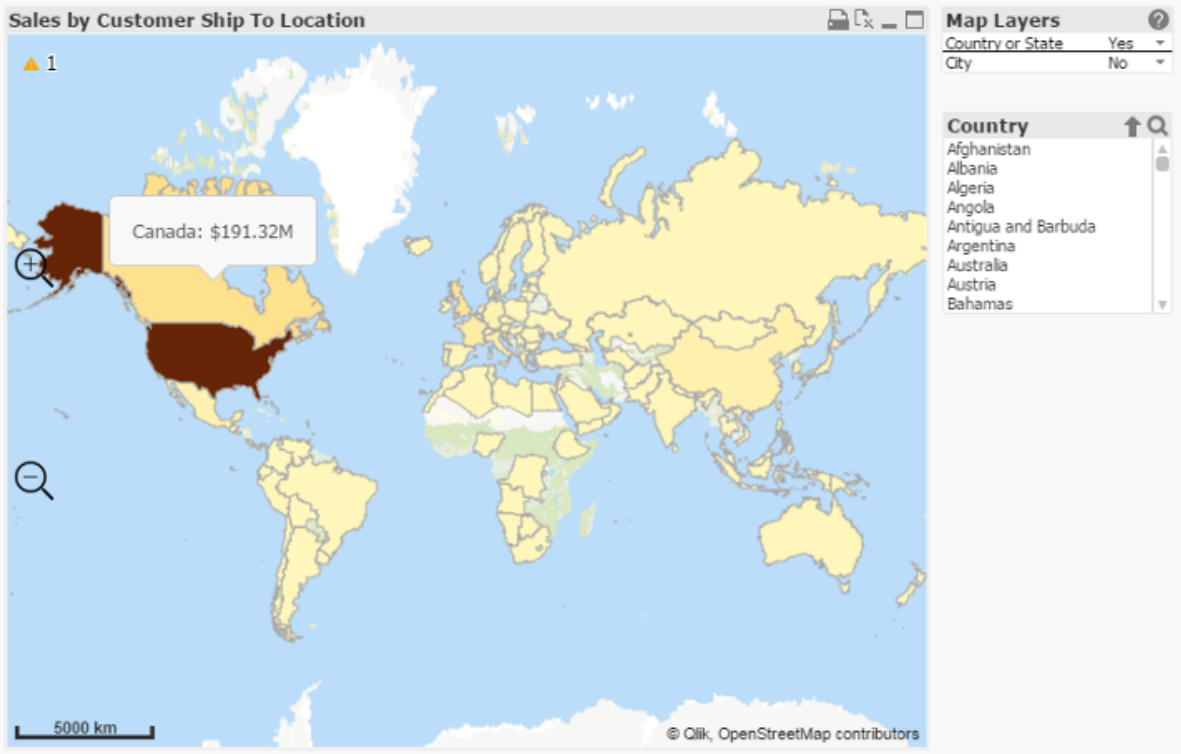 Sales by Customer Ship To Location
1
Canada: $191.32M
5000 km
© Qlik, OpenStreetMap contributors
Map Layers
?
Country or State Yes
City No
Country
Afghanistan
Albania
Algeria
Angola
Antigua and Barbuda
Argentina
Australia
Austria
Bahamas